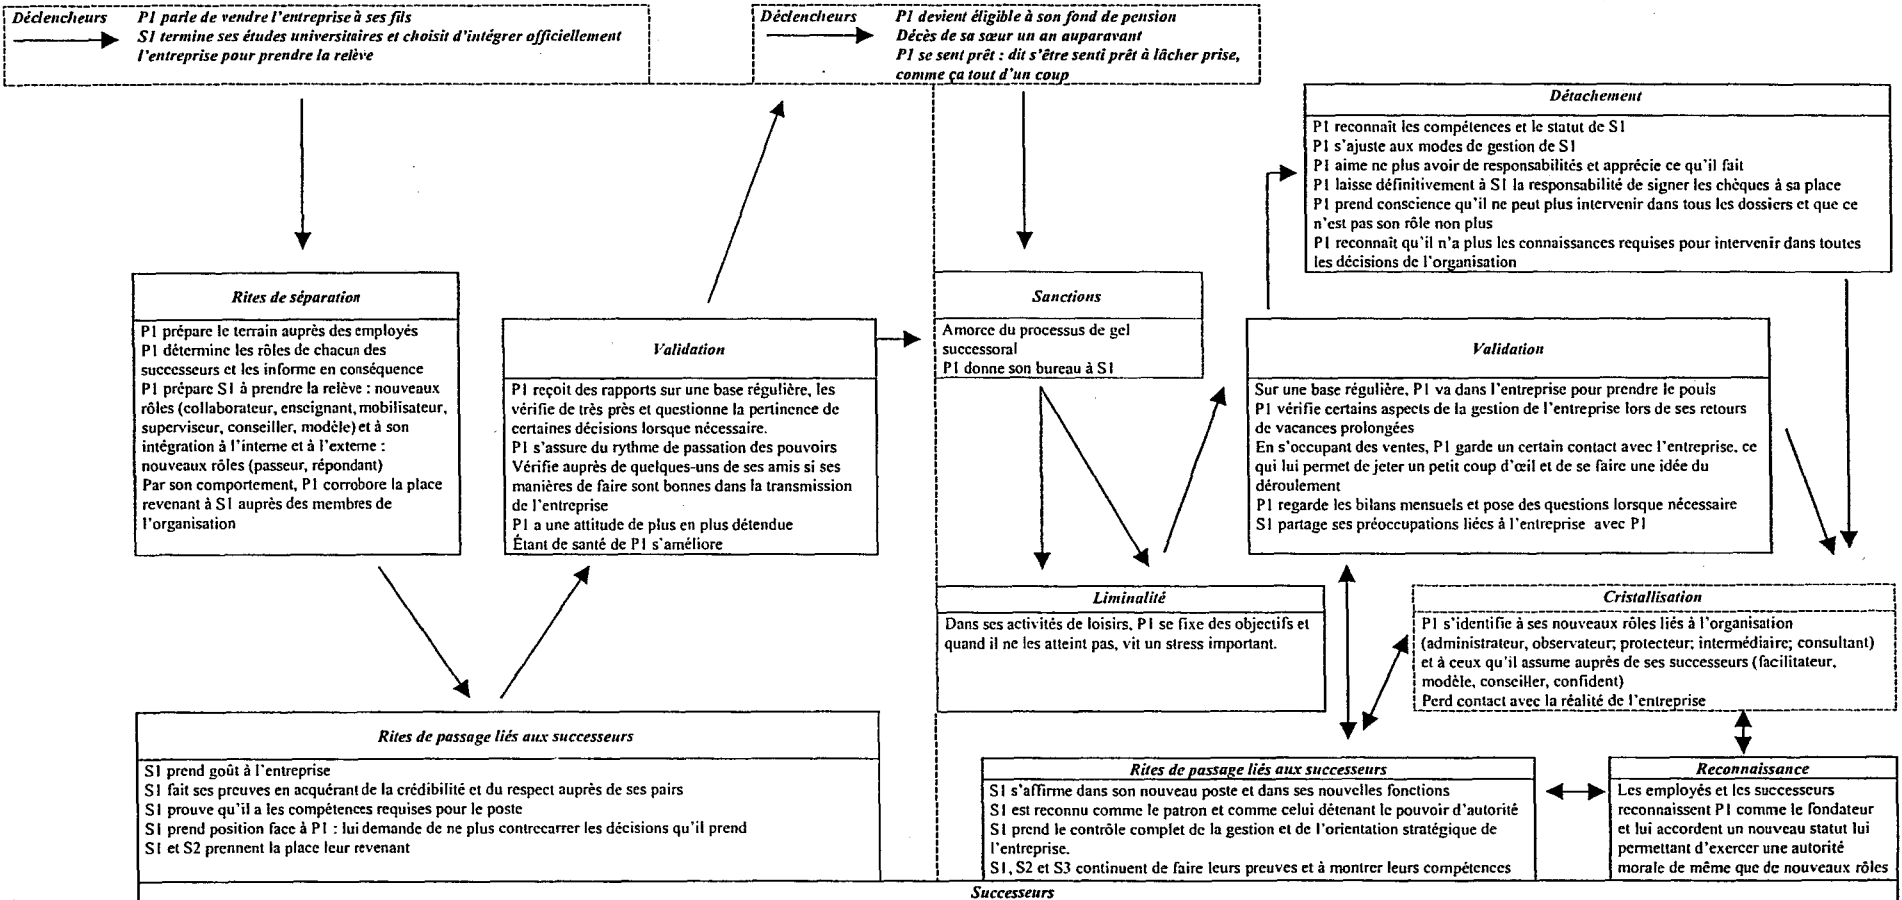 Déclencheurs
P1 parle de vendre l'entreprise à ses fils
S1 termine ses études universitaires et choisit d'intégrer officiellement
l'entreprise pour prendre la relève
Déclencheurs
P1 devient éligible à son fond de pension
Décès de sa sœur un an auparavant
P1 se sent prêt : dit s'être senti prêt à lâcher prise,
comme ça tout d'un coup
Détachement
P1 reconnaît les compétences et le statut de S1
P1 s'ajuste aux modes de gestion de S1
P1 aime ne plus avoir de responsabilités et apprécie ce qu'il fait
P1 laisse définitivement à S1 la responsabilité de signer les chèques à sa place
P1 prend conscience qu'il ne peut plus intervenir dans tous les dossiers et que ce
n'est pas son rôle non plus
P1 reconnaît qu'il n'a plus les connaissances requises pour intervenir dans toutes
les décisions de l'organisation
Rites de séparation
P1 prépare le terrain auprès des employés
P1 détermine les rôles de chacun des
successeurs et les informe en conséquence
P1 prépare S1 à prendre la relève : nouveaux
rôles (collaborateur, enseignant, mobilisateur,
superviseur, conseiller, modèle) et à son
intégration à l'interne et à l'externe :
nouveaux rôles (passeur, répondant)
Par son comportement, P1 corrobore la place
revenant à S1 auprès des membres de
l'organisation
Validation
P1 reçoit des rapports sur une base régulière, les
vérifie de très près et questionne la pertinence de
certaines décisions lorsque nécessaire.
P1 s'assure du rythme de passation des pouvoirs
Vérifie auprès de quelques-uns de ses amis si ses
manières de faire sont bonnes dans la transmission
de l'entreprise
P1 a une attitude de plus en plus détendue
Étant de santé de P1 s'améliore
Sanctions
Amorce du processus de gel
successoral
P1 donne son bureau à S1
Validation
Sur une base régulière, P1 va dans l'entreprise pour prendre le pouls
P1 vérifie certains aspects de la gestion de l'entreprise lors de ses retours
de vacances prolongées
En s'occupant des ventes, P1 garde un certain contact avec l'entreprise, ce
qui lui permet de jeter un petit coup d'œil et de se faire une idée du
déroulement
P1 regarde les bilans mensuels et pose des questions lorsque nécessaire
S1 partage ses préoccupations liées à l'entreprise avec P1
Liminalité
Dans ses activités de loisirs, P1 se fixe des objectifs et
quand il ne les atteint pas, vit un stress important.
Cristallisation
P1 s'identifie à ses nouveaux rôles liés à l'organisation
(administrateur, observateur; protecteur; intermédiaire; consultant)
et à ceux qu'il assume auprès de ses successeurs (facilitateur,
modèle, conseiller, confident)
Perd contact avec la réalité de l'entreprise
Rites de passage liés aux successeurs
S1 prend goût à l'entreprise
S1 fait ses preuves en acquérant de la crédibilité et du respect auprès de ses pairs
S1 prouve qu'il a les compétences requises pour le poste
S1 prend position face à P1 : lui demande de ne plus contrecarrer les décisions qu'il prend
S1 et S2 prennent la place leur revenant
Rites de passage liés aux successeurs
S1 s'affirme dans son nouveau poste et dans ses nouvelles fonctions
S1 est reconnu comme le patron et comme celui détenant le pouvoir d'autorité
S1 prend le contrôle complet de la gestion et de l'orientation stratégique de
l'entreprise.
S1, S2 et S3 continuent de faire leurs preuves et à montrer leurs compétences
Reconnaissance
Les employés et les successeurs
reconnaissent P1 comme le fondateur
et lui accordent un nouveau statut lui
permettant d'exercer une autorité
morale de même que de nouveaux rôles
Successeurs